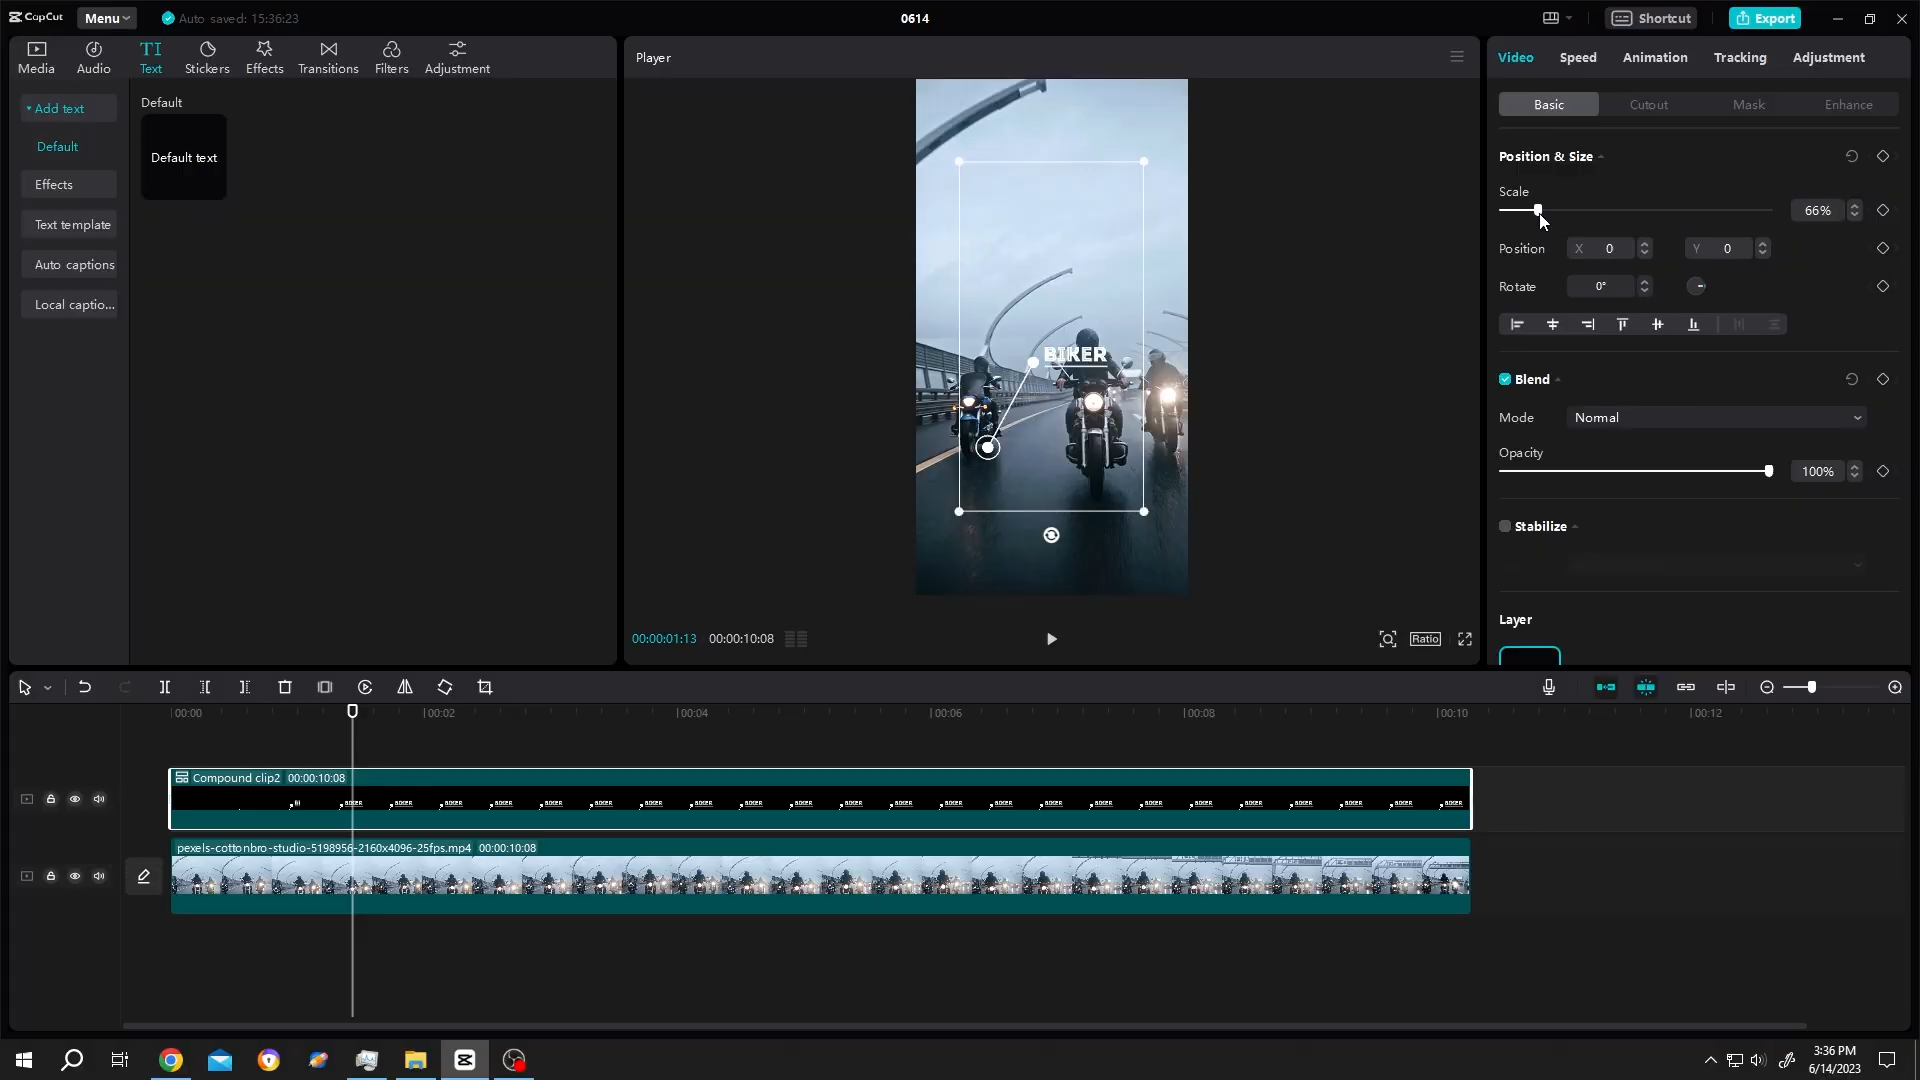 CapCut
Menu
Auto saved: 15:36:23
0614
Shortcut
Export
Media
Audio
TI
Text
Stickers
Effects
Transitions
Filters
Adjustment
Add text
Default
Effects
Text template
Auto captions
Local captio...
Default
Default text
Player
BIKER
00:00:01:13
00:00:10:08
Ratio
Video
Speed
Animation
Tracking
Adjustment
Basic
Cutout
Mask
Enhance
Position & Size
Scale
66%
Position
X 0
Y 0
Rotate
0°
Blend
Mode
Normal
Opacity
100%
Stabilize
Layer
00:00
00:02
00:04
00:06
00:08
00:10
00:12
Compound clip2 00:00:10:08
pexels-cottonbro-studio-5198956-2160x4096-25fps.mp4 00:00:10:08
3:36 PM
6/14/2023